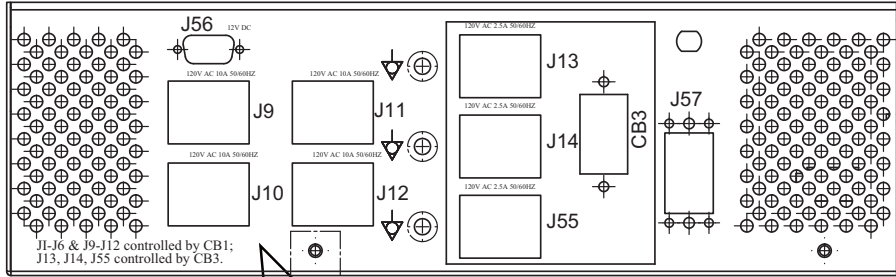 J56
12V DC
120V AC 10A 50/60HZ
120V AC 10A 50/60HZ
J9
J11
120V AC 10A 50/60HZ
120V AC 10A 50/60HZ
J10
J12
120V AC 2.5A 50/60HZ
J13
120V AC 2.5A 50/60HZ
J14
120V AC 2.5A 50/60HZ
J55
CB3
J57
JI-J6 & J9-J12 controlled by CB1;
J13, J14, J55 controlled by CB3.